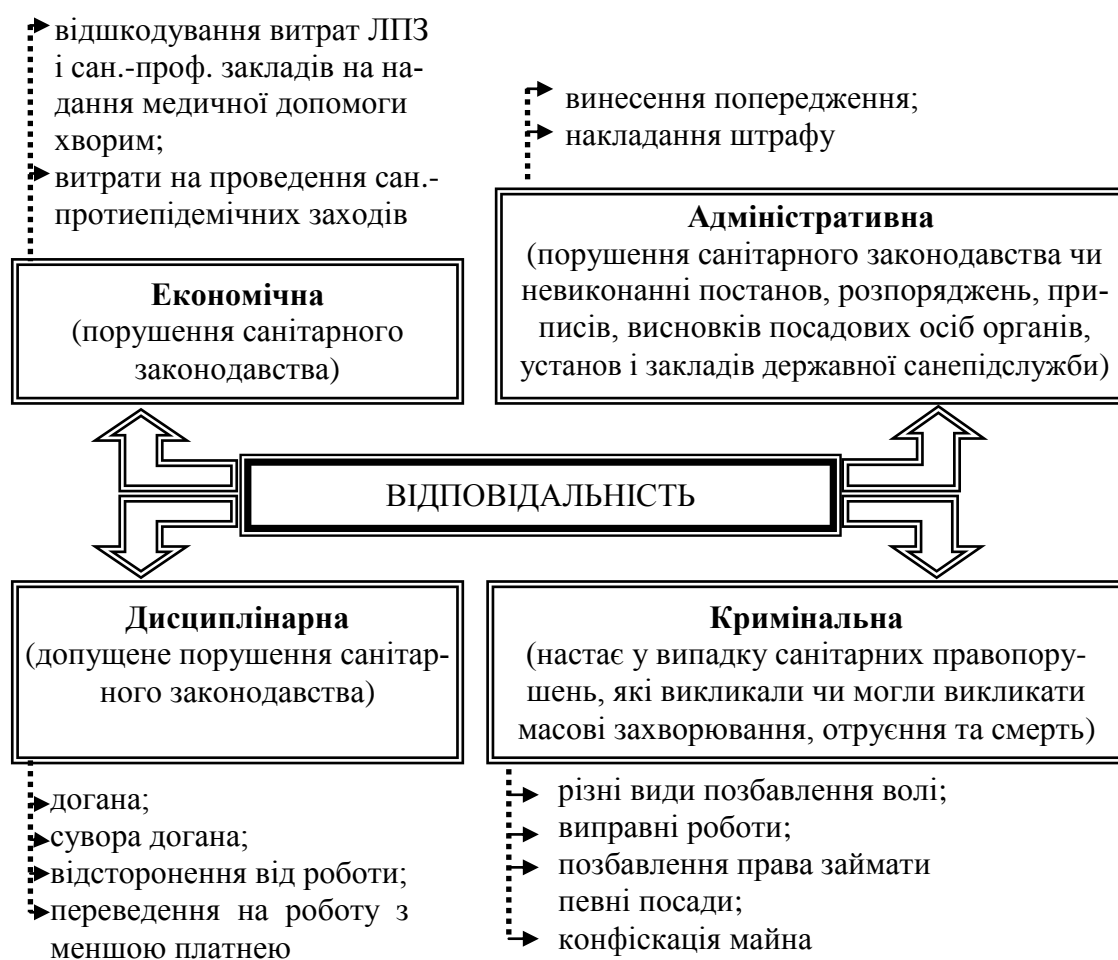 відшкодування витрат ЛПЗ
і сан.-проф. закладів на на-
дання медичної допомоги
хворим;
витрати на проведення сан.-
протиепідемічних заходів
винесення попередження;
накладання штрафу
Економічна
(порушення санітарного
законодавства)
Адміністративна
(порушення санітарного законодавства чи
невиконанні постанов, розпоряджень, при-
писів, висновків посадових осіб органів,
установ і закладів державної санепідслужби)
ВІДПОВІДАЛЬНІСТЬ
Дисциплінарна
(допущене порушення санітар-
ного законодавства)
Кримінальна
(настає у випадку санітарних правопору-
шень, які викликали чи могли викликати
масові захворювання, отруєння та смерть)
догана;
сувора догана;
відсторонення від роботи;
переведення на роботу з
меншою платнею
різні види позбавлення волі;
виправні роботи;
позбавлення права займати
певні посади;
конфіскація майна